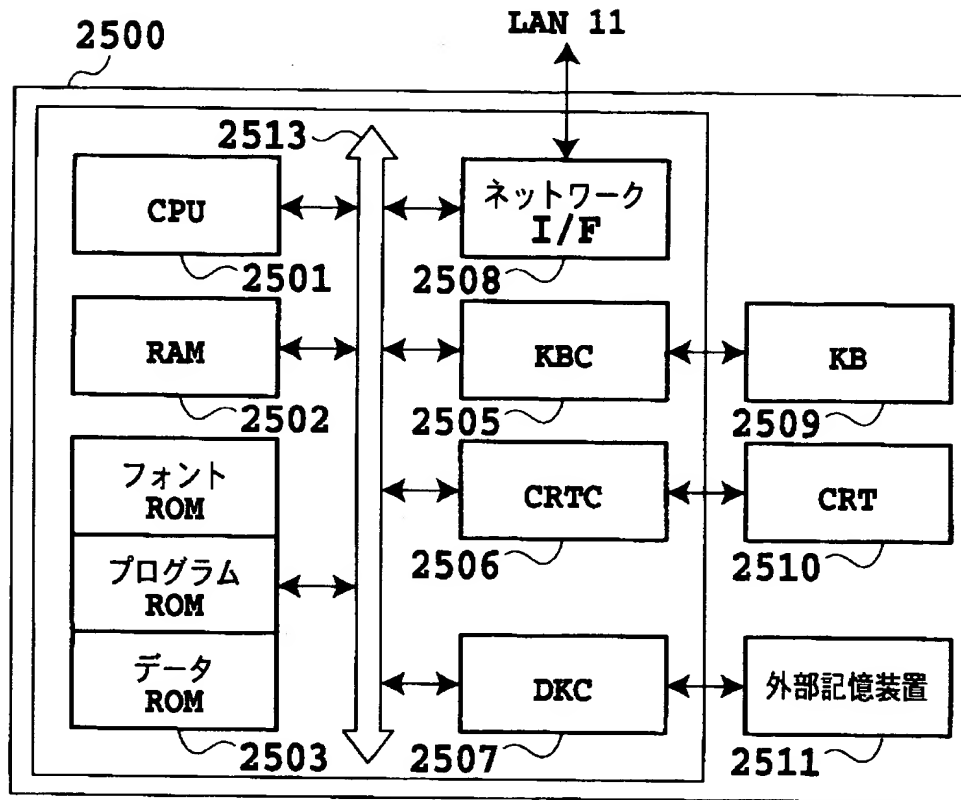 LAN 11
2500
2513
CPU
2501
ネットワーク
I/F
2508
RAM
2502
KBC
2505
KB
2509
フォント
ROM
プログラム
ROM
データ
ROM
2503
CRTC
2506
CRT
2510
DKC
2507
外部記憶装置
2511